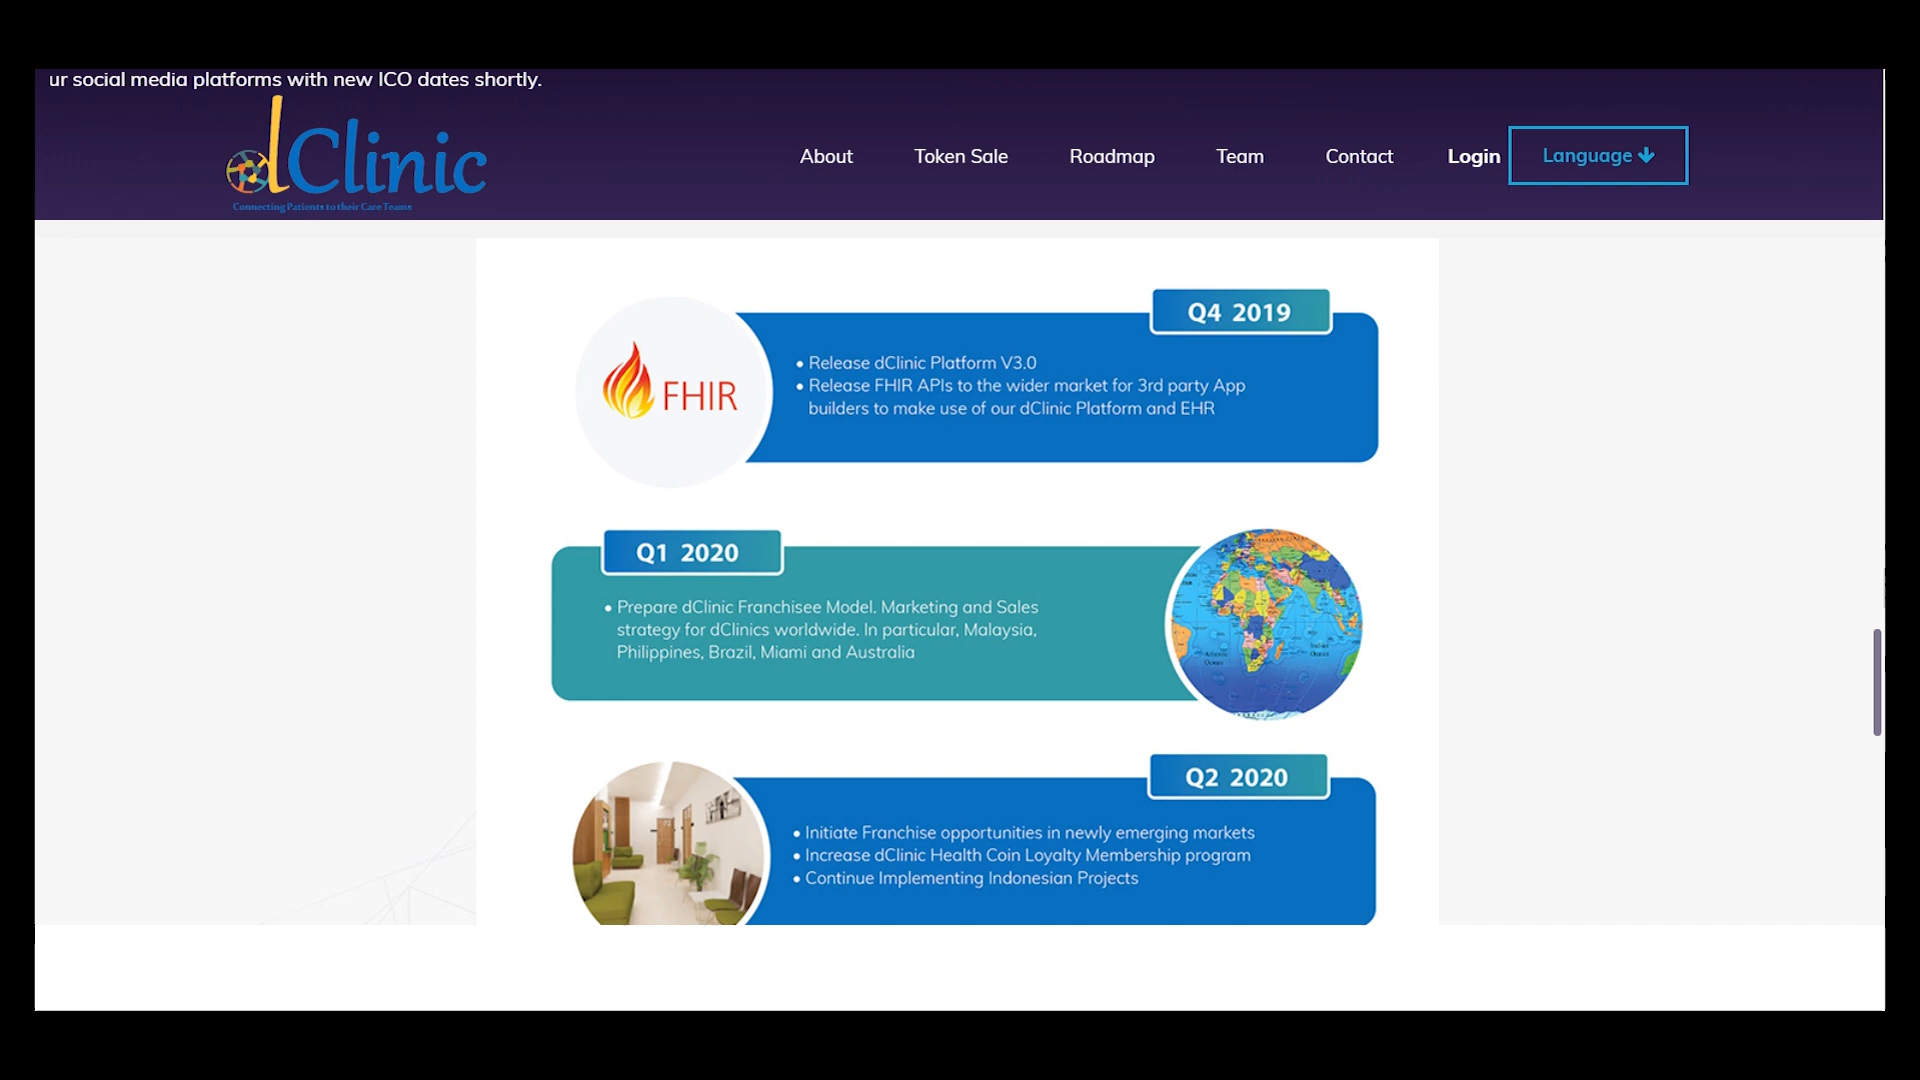 ur social media platforms with new ICO dates shortly.
dClinic
Connecting Patients to their Care Teams
About Token Sale Roadmap Team Contact Login Language
Q4 2019
FHIR
• Release dClinic Platform V3.0
• Release FHIR APIs to the wider market for 3rd party App
builders to make use of our dClinic Platform and EHR
Q1 2020
• Prepare dClinic Franchisee Model. Marketing and Sales
strategy for dClinics worldwide. In particular, Malaysia,
Philippines, Brazil, Miami and Australia
Atlantic
Ocean
Q2 2020
• Initiate Franchise opportunities in newly emerging markets
• Increase dClinic Health Coin Loyalty Membership program
• Continue Implementing Indonesian Projects